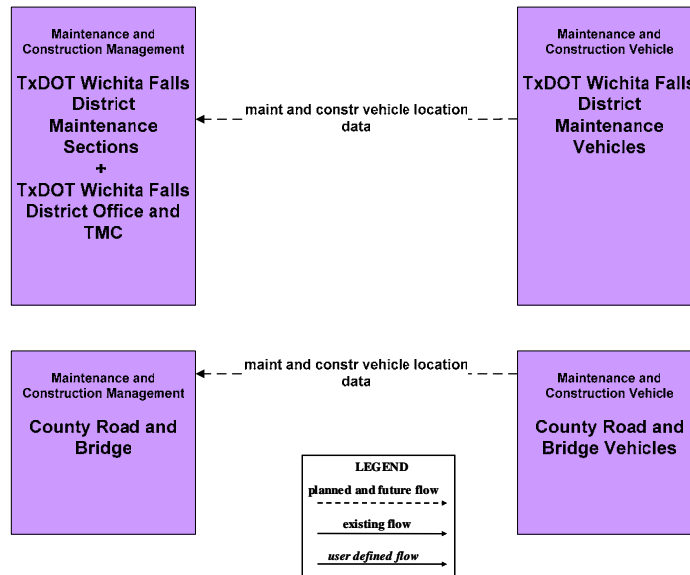 Maintenance and
Construction Management
TxDOT Wichita Falls
District
Maintenance
Sections
+
TxDOT Wichita Falls
District Office and
TMC
maint and constr vehicle location
data
Maintenance and
Construction Vehicle
TxDOT Wichita Falls
District
Maintenance
Vehicles
Maintenance and
Construction Management
County Road and
Bridge
maint and constr vehicle location
data
Maintenance and
Construction Vehicle
County Road and
Bridge Vehicles
LEGEND
planned and future flow
existing flow
user defined flow